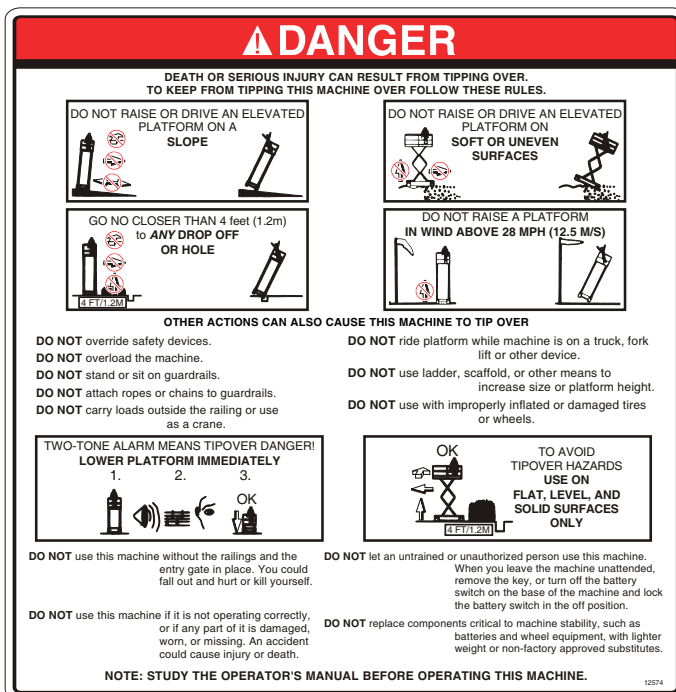 DANGER
DEATH OR SERIOUS INJURY CAN RESULT FROM TIPPING OVER.
TO KEEP FROM TIPPING THIS MACHINE OVER FOLLOW THESE RULES.
DO NOT RAISE OR DRIVE AN ELEVATED
PLATFORM ON A
SLOPE
DO NOT RAISE OR DRIVE AN ELEVATED
PLATFORM ON
SOFT OR UNEVEN
SURFACES
GO NO CLOSER THAN 4 feet (1.2m)
to ANY DROP OFF
OR HOLE
4 FT/1.2M
DO NOT RAISE A PLATFORM
IN WIND ABOVE 28 MPH (12.5 M/S)
OTHER ACTIONS CAN ALSO CAUSE THIS MACHINE TO TIP OVER
DO NOT override safety devices.
DO NOT overload the machine.
DO NOT stand or sit on guardrails.
DO NOT attach ropes or chains to guardrails.
DO NOT carry loads outside the railing or use
as a crane.
DO NOT ride platform while machine is on a truck, fork
lift or other device.
DO NOT use ladder, scaffold, or other means to
increase size or platform height.
DO NOT use with improperly inflated or damaged tires
or wheels.
TWO-TONE ALARM MEANS TIPOVER DANGER!
LOWER PLATFORM IMMEDIATELY
1. 2. 3.
OK
OK
TO AVOID
TIPOVER HAZARDS
USE ON
FLAT, LEVEL, AND
SOLID SURFACES
ONLY
4 FT/1.2M
DO NOT use this machine without the railings and the
entry gate in place. You could
fall out and hurt or kill yourself.
DO NOT use this machine if it is not operating correctly,
or if any part of it is damaged,
worn, or missing. An accident
could cause injury or death.
DO NOT let an untrained or unauthorized person use this machine.
When you leave the machine unattended,
remove the key, or turn off the battery
switch on the base of the machine and lock
the battery switch in the off position.
DO NOT replace components critical to machine stability, such as
batteries and wheel equipment, with lighter
weight or non-factory approved substitutes.
NOTE: STUDY THE OPERATOR'S MANUAL BEFORE OPERATING THIS MACHINE.
12574